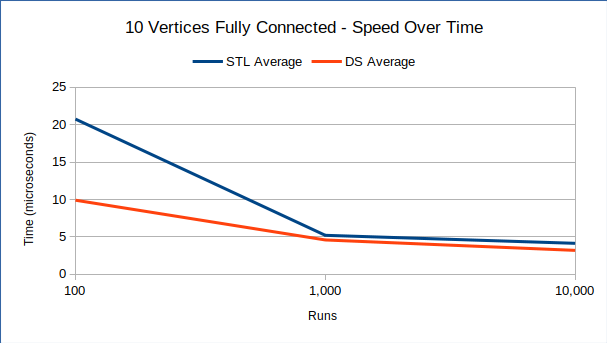 10 Vertices Fully Connected - Speed Over Time
STL Average DS Average
25
20
15
10
5
0
Time (microseconds)
100 1,000 10,000
Runs